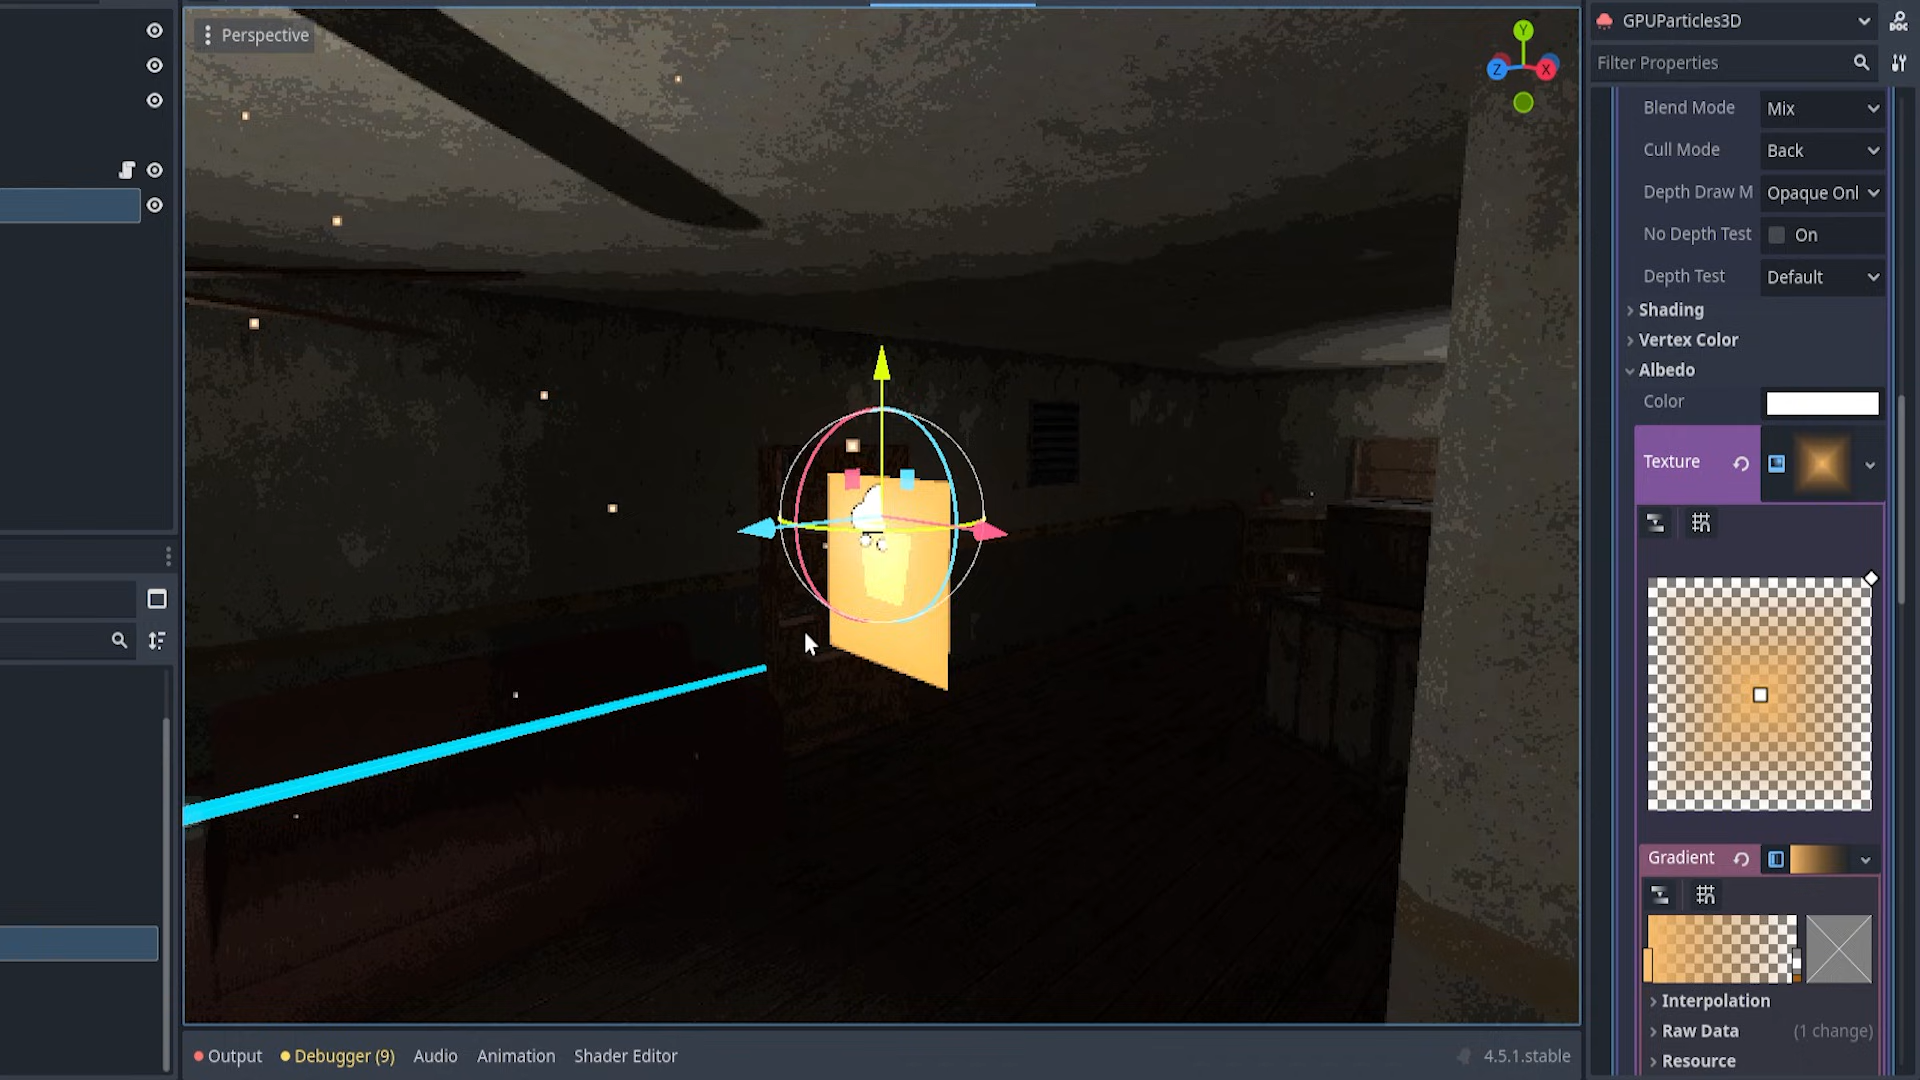 Perspective
Y
Z
X
GPUParticles3D
DOC
Filter Properties
Blend Mode
Mix
Cull Mode
Back
Depth Draw M
Opaque Onl
No Depth Test
On
Depth Test
Default
Shading
Vertex Color
Albedo
Color
Texture
Gradient
Interpolation
Raw Data
(1 change)
Resource
Output
Debugger (9)
Audio
Animation
Shader Editor
4.5.1.stable